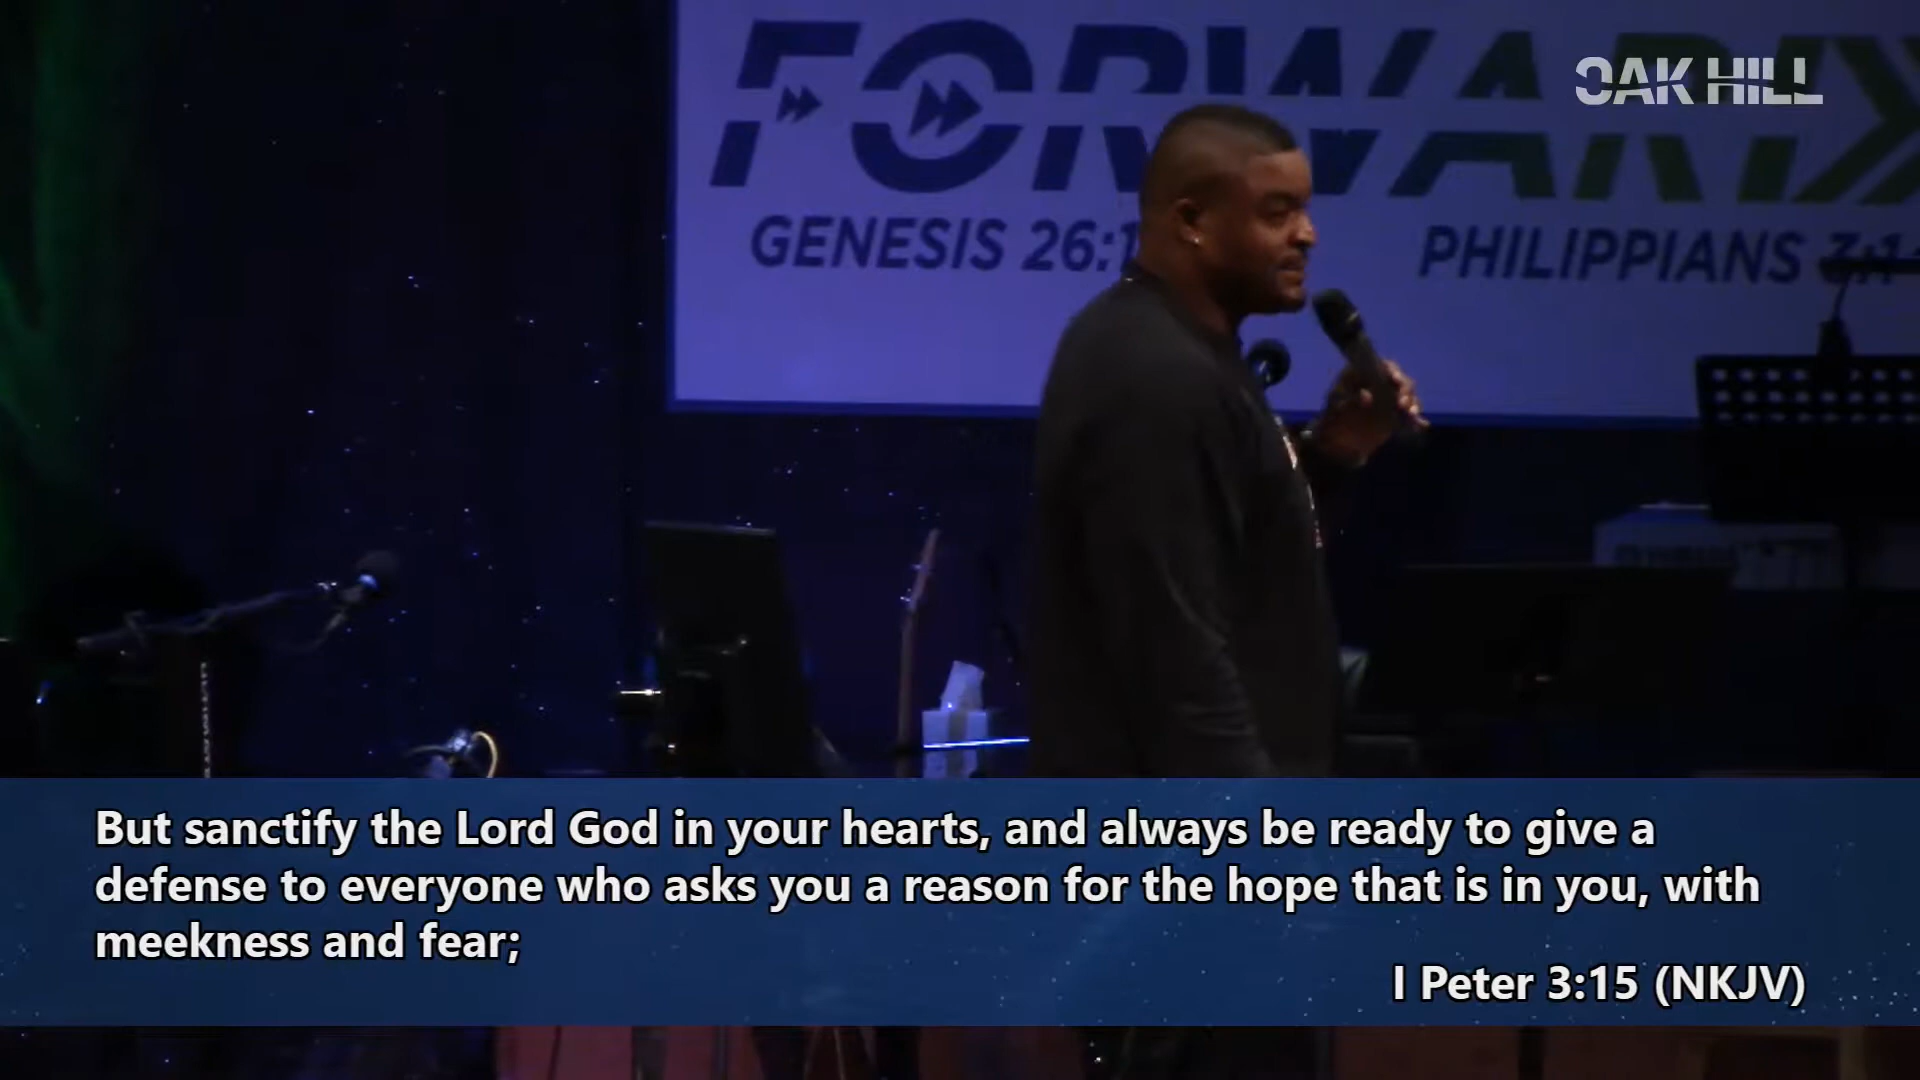 FORWARD
OAK HILL
GENESIS 26:1
PHILIPPIANS
But sanctify the Lord God in your hearts, and always be ready to give a
defense to everyone who asks you a reason for the hope that is in you, with
meekness and fear;
I Peter 3:15 (NKJV)